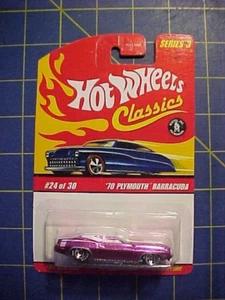 SERIES 3
Hot Wheels
Classics
#24 of 30
'70 PLYMOUTH BARRACUDA